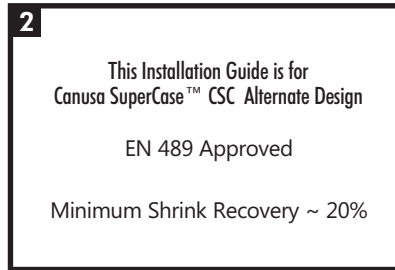 2
This Installation Guide is for
Canusa SuperCase™ CSC Alternate Design
EN 489 Approved
Minimum Shrink Recovery ~ 20%